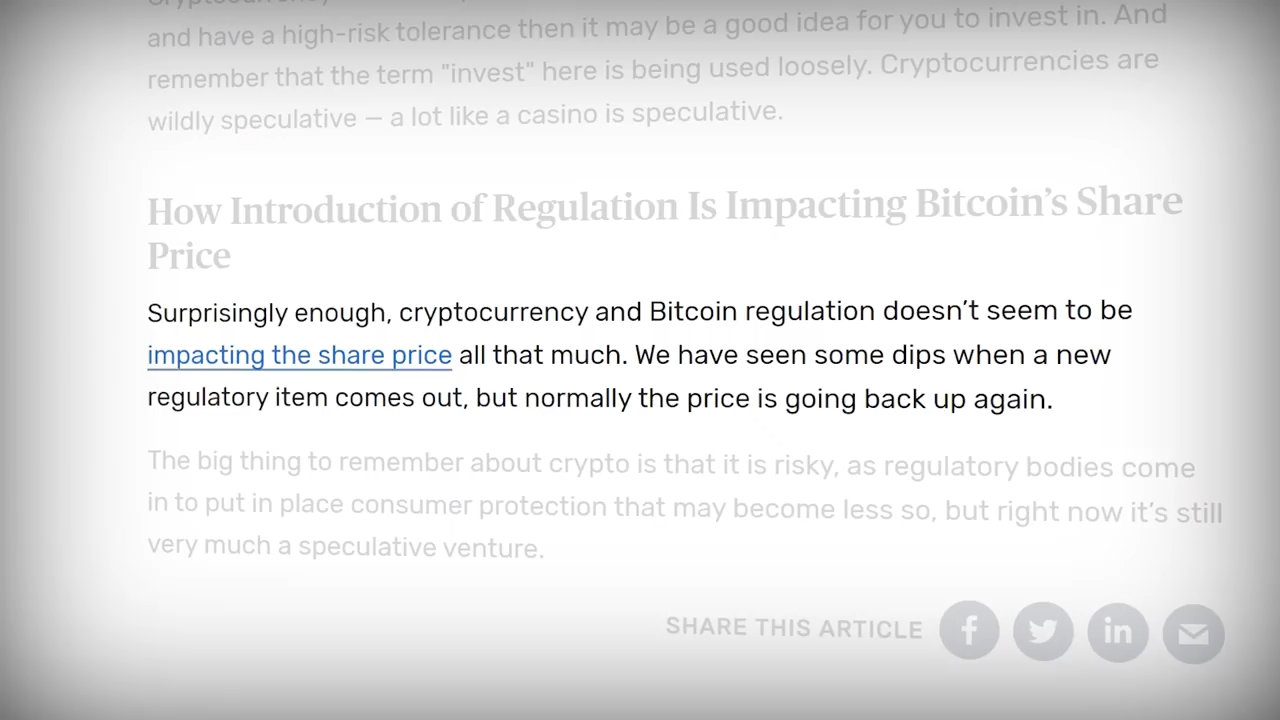 and have a high-risk tolerance then it may be a good idea for you to invest in. And
remember that the term "invest" here is being used loosely. Cryptocurrencies are
wildly speculative — a lot like a casino is speculative.
How Introduction of Regulation Is Impacting Bitcoin’s Share
Price
Surprisingly enough, cryptocurrency and Bitcoin regulation doesn’t seem to be
impacting the share price all that much. We have seen some dips when a new
regulatory item comes out, but normally the price is going back up again.
The big thing to remember about crypto is that it is risky, as regulatory bodies come
in to put in place consumer protection that may become less so, but right now it’s still
very much a speculative venture.
SHARE THIS ARTICLE